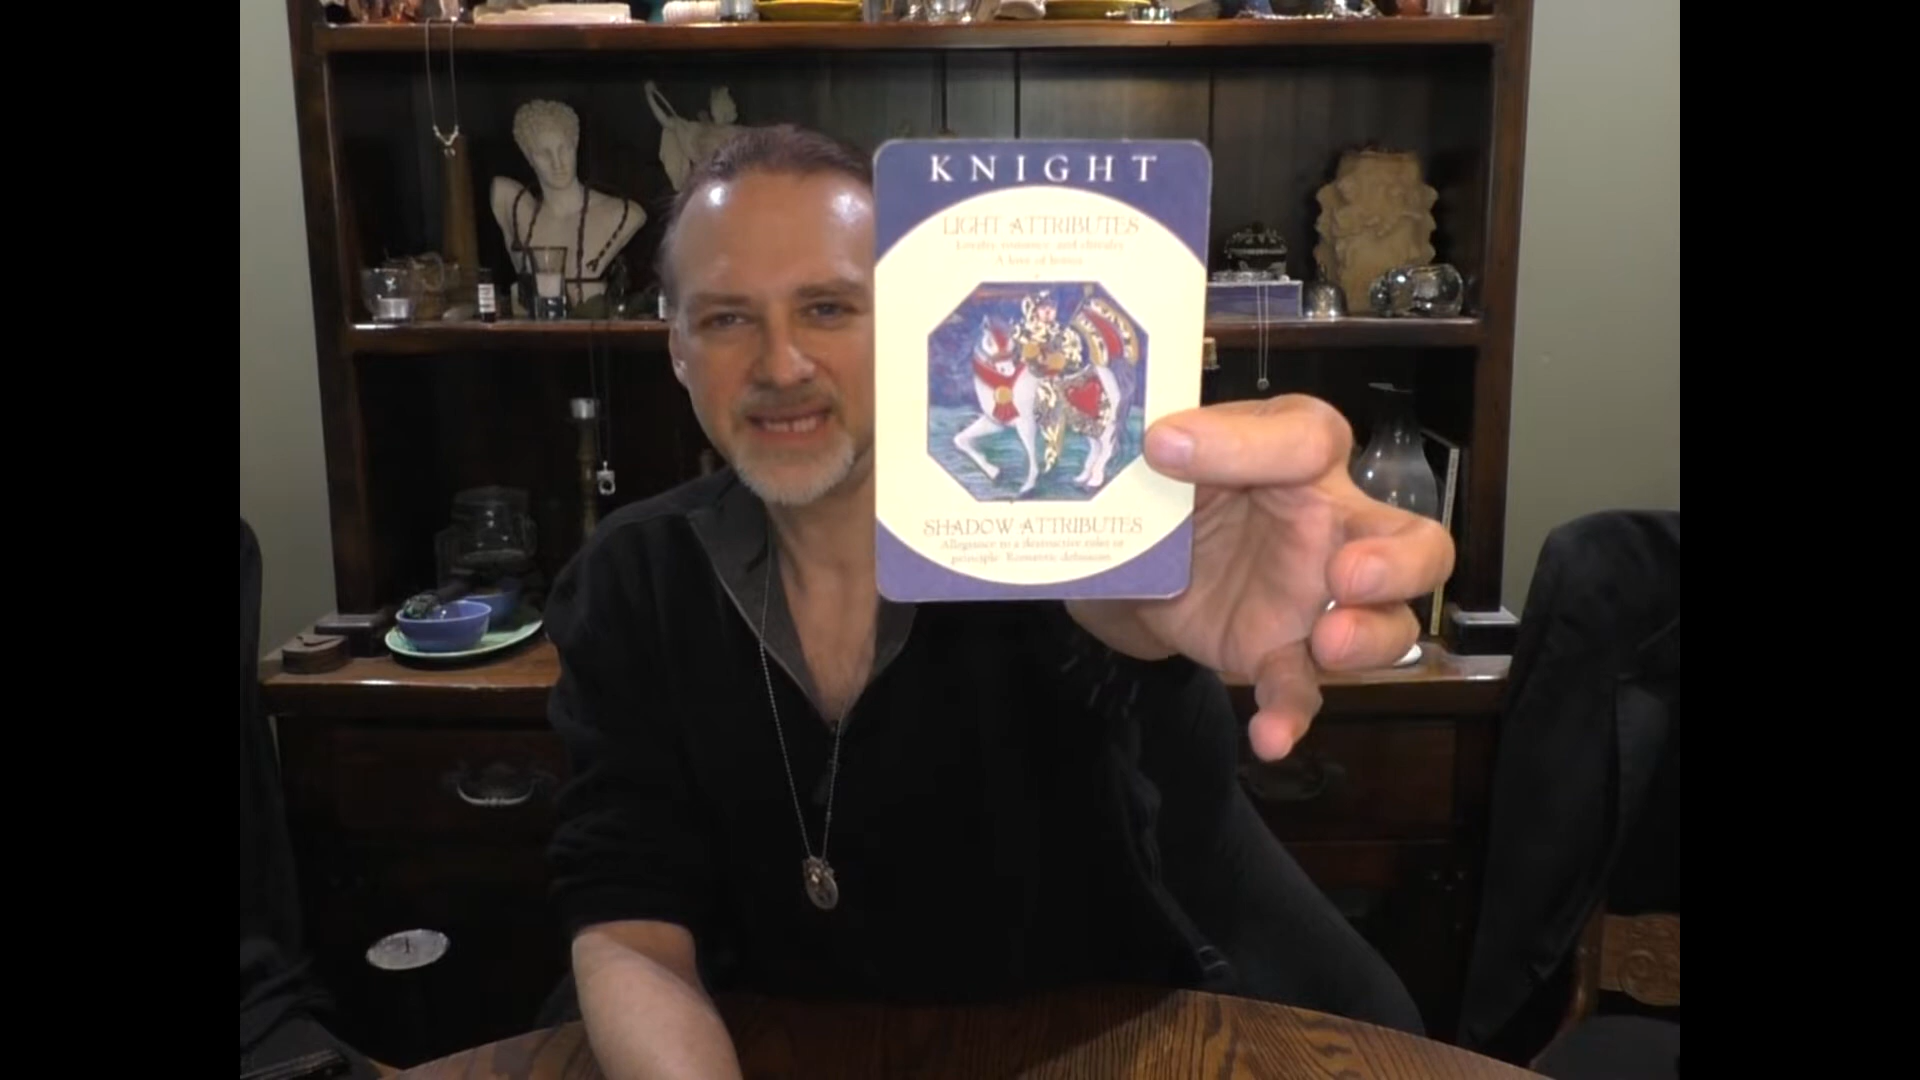 KNIGHT
LIGHT ATTRIBUTES
Loyalty, romance, and chivalry.
A love of honor.
SHADOW ATTRIBUTES
Allegiance to a destructive ruler or
principle. Romantic delusions.